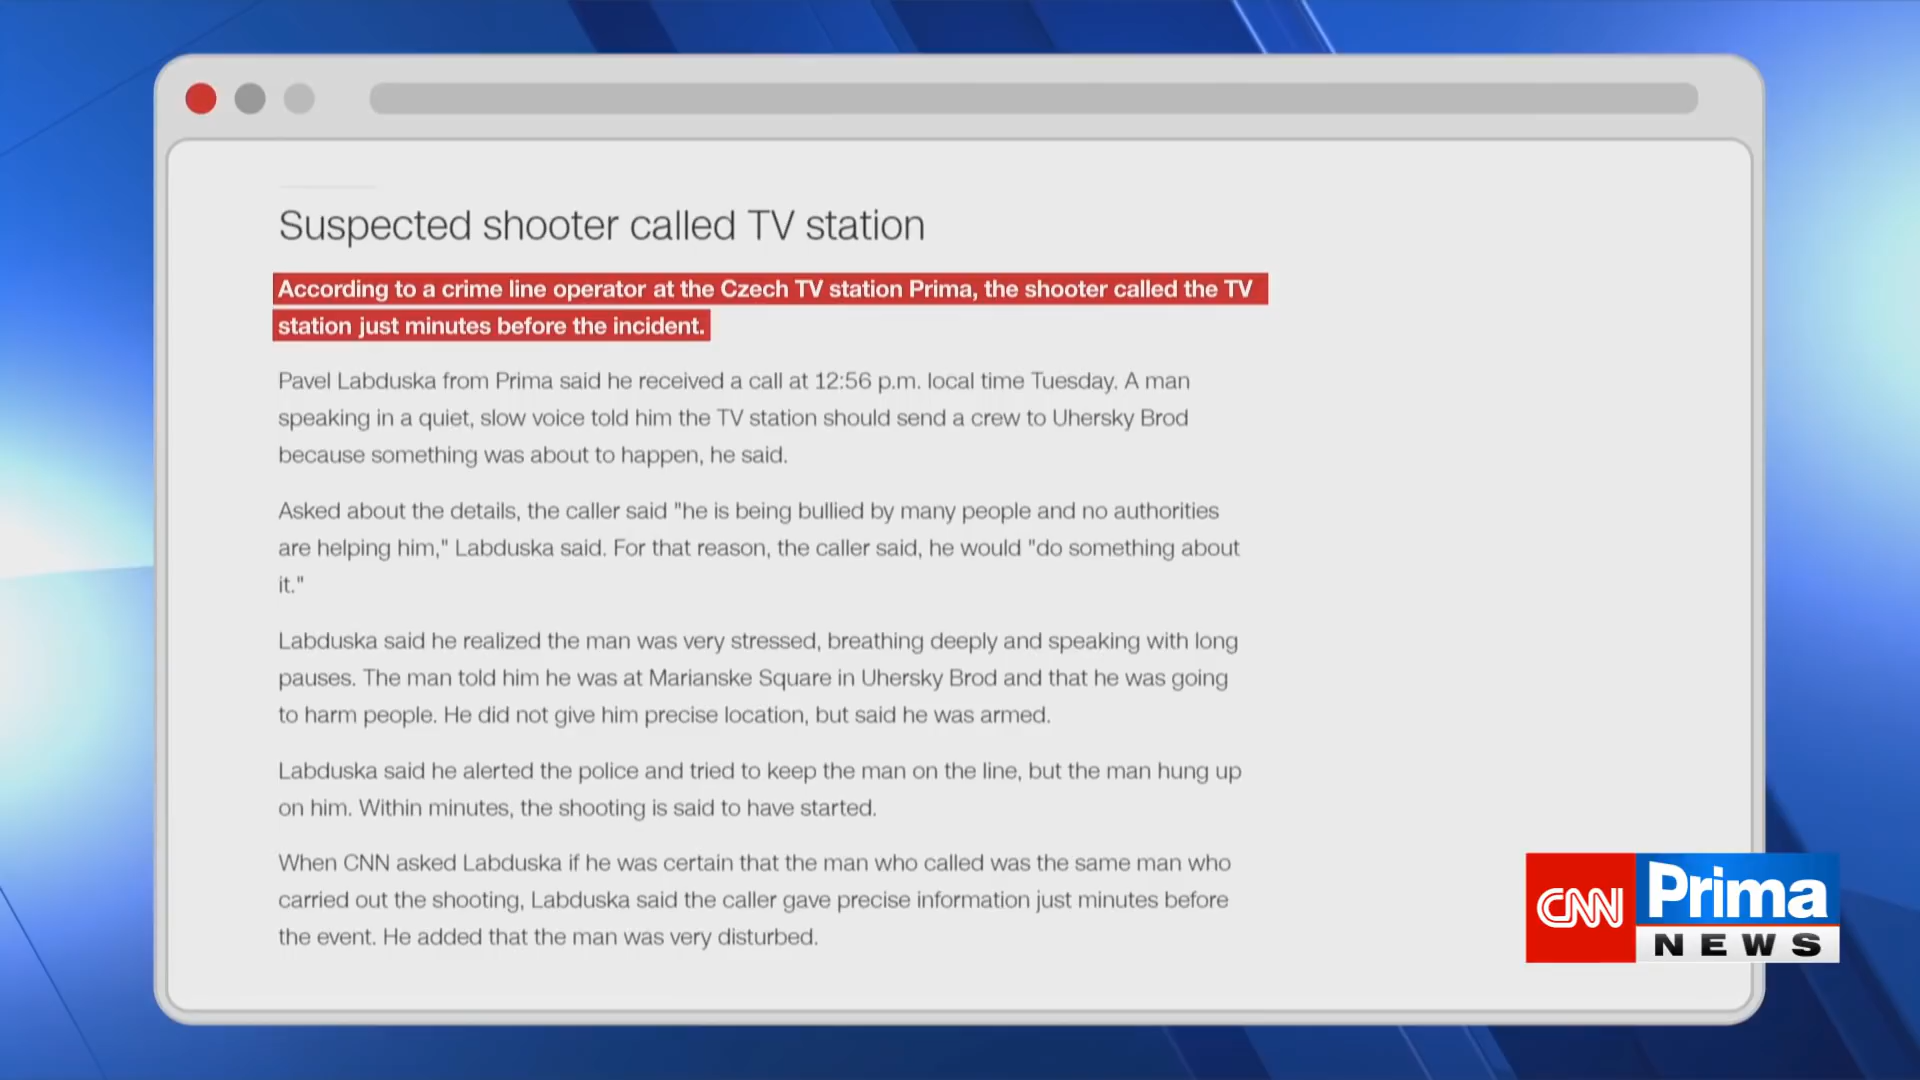 Suspected shooter called TV station
According to a crime line operator at the Czech TV station Prima, the shooter called the TV
station just minutes before the incident.
Pavel Labduska from Prima said he received a call at 12:56 p.m. local time Tuesday. A man
speaking in a quiet, slow voice told him the TV station should send a crew to Uhersky Brod
because something was about to happen, he said.
Asked about the details, the caller said "he is being bullied by many people and no authorities
are helping him," Labduska said. For that reason, the caller said, he would "do something about
it."
Labduska said he realized the man was very stressed, breathing deeply and speaking with long
pauses. The man told him he was at Marianske Square in Uhersky Brod and that he was going
to harm people. He did not give him precise location, but said he was armed.
Labduska said he alerted the police and tried to keep the man on the line, but the man hung up
on him. Within minutes, the shooting is said to have started.
When CNN asked Labduska if he was certain that the man who called was the same man who
carried out the shooting, Labduska said the caller gave precise information just minutes before
the event. He added that the man was very disturbed.
CNN Prima
NEWS